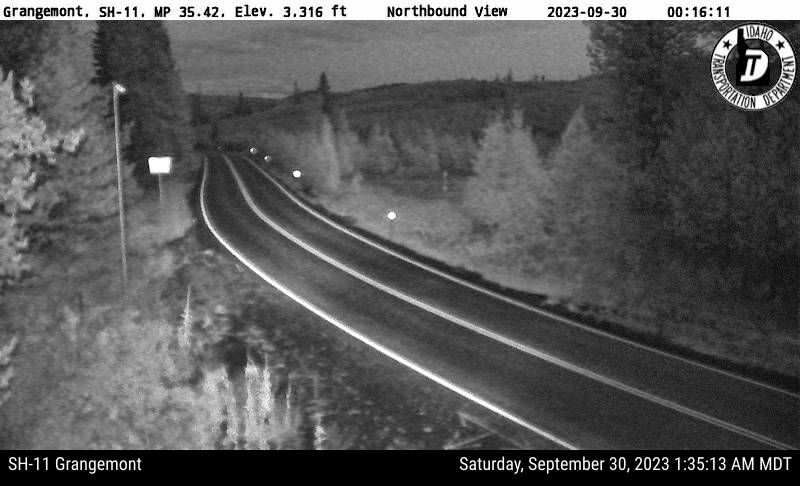 Grangemont, SH-11, MP 35.42, Elev. 3,316 ft Northbound View 2023-09-30 00:16:11
IDAHO
TRANSPORTATION DEPARTMENT
SH-11 Grangemont Saturday, September 30, 2023 1:35:13 AM MDT